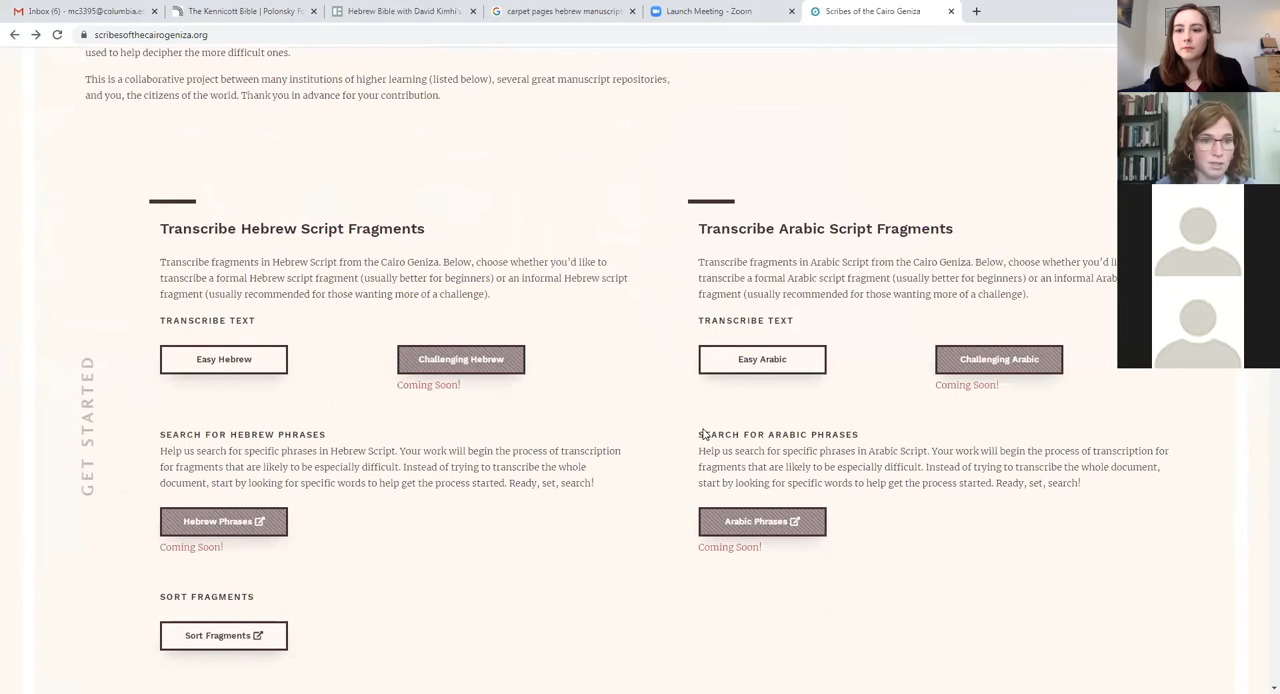 Inbox (6) - mc3395@columbia.e
The Kennicott Bible | Polonsky Fo
Hebrew Bible with David Kimhi's
carpet pages hebrew manuscript
Launch Meeting - Zoom
Scribes of the Cairo Geniza
scribesofthecairogeniza.org
used to help decipher the more difficult ones.
This is a collaborative project between many institutions of higher learning (listed below), several great manuscript repositories,
and you, the citizens of the world. Thank you in advance for your contribution.
GET STARTED
Transcribe Hebrew Script Fragments
Transcribe fragments in Hebrew Script from the Cairo Geniza. Below, choose whether you'd like to
transcribe a formal Hebrew script fragment (usually better for beginners) or an informal Hebrew script
fragment (usually recommended for those wanting more of a challenge).
TRANSCRIBE TEXT
Easy Hebrew
Challenging Hebrew
Coming Soon!
SEARCH FOR HEBREW PHRASES
Help us search for specific phrases in Hebrew Script. Your work will begin the process of transcription
for fragments that are likely to be especially difficult. Instead of trying to transcribe the whole
document, start by looking for specific words to help get the process started. Ready, set, search!
Hebrew Phrases
Coming Soon!
SORT FRAGMENTS
Sort Fragments
Transcribe Arabic Script Fragments
Transcribe fragments in Arabic Script from the Cairo Geniza. Below, choose whether you'd li
transcribe a formal Arabic script fragment (usually better for beginners) or an informal Arab
fragment (usually recommended for those wanting more of a challenge).
TRANSCRIBE TEXT
Easy Arabic
Challenging Arabic
Coming Soon!
SEARCH FOR ARABIC PHRASES
Help us search for specific phrases in Arabic Script. Your work will begin the process of transcription for
fragments that are likely to be especially difficult. Instead of trying to transcribe the whole document,
start by looking for specific words to help get the process started. Ready, set, search!
Arabic Phrases
Coming Soon!